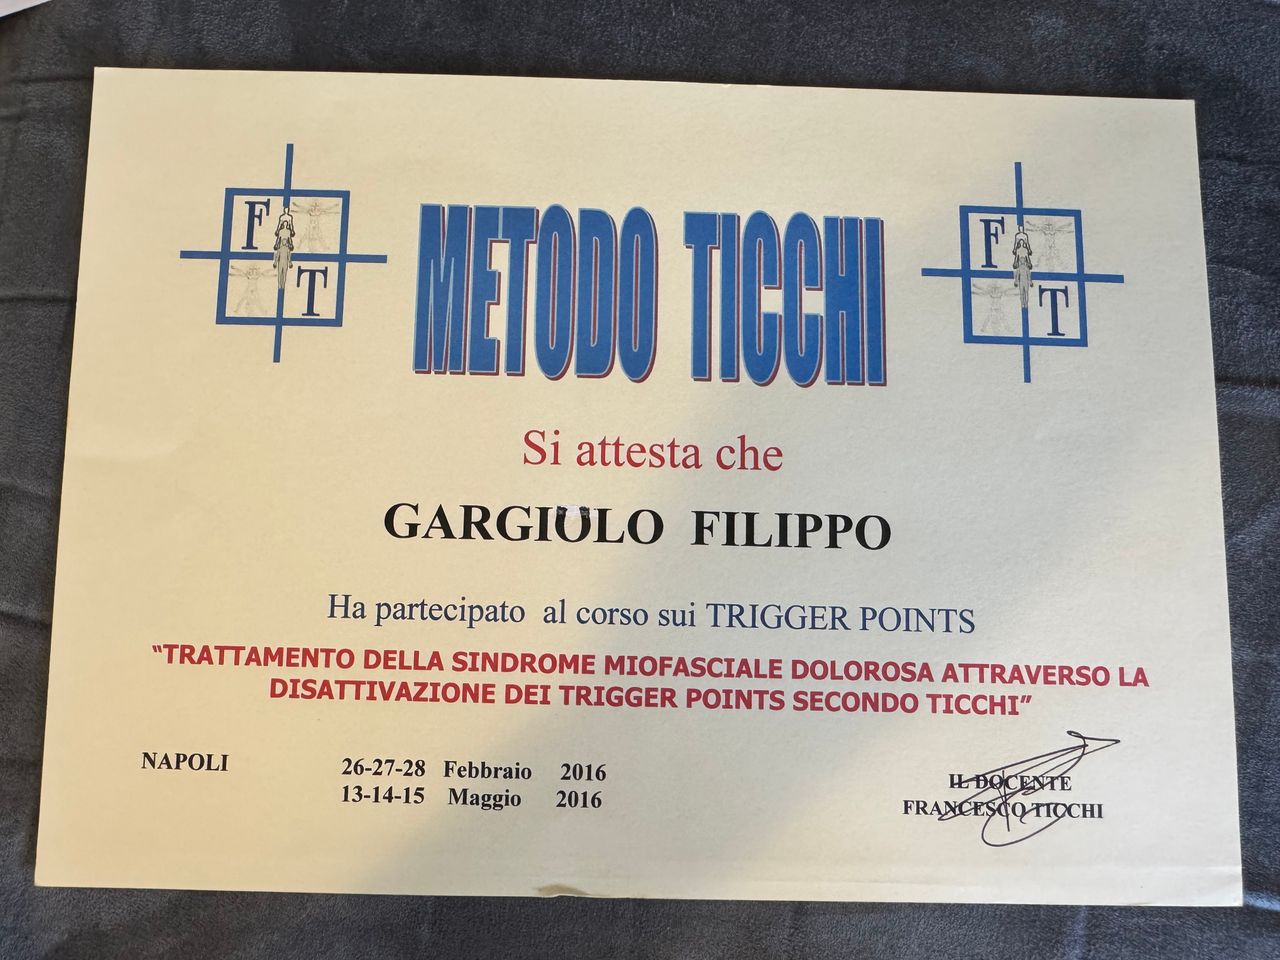 F T
METODO TICCHI
F T
Si attesta che
GARGIULO FILIPPO
Ha partecipato al corso sui TRIGGER POINTS
“TRATTAMENTO DELLA SINDROME MIOFASCIALE DOLOROSA ATTRAVERSO LA
DISATTIVAZIONE DEI TRIGGER POINTS SECONDO TICCHI”
NAPOLI 26-27-28 Febbraio 2016
13-14-15 Maggio 2016
IL DOCENTE
FRANCESCO TICCHI